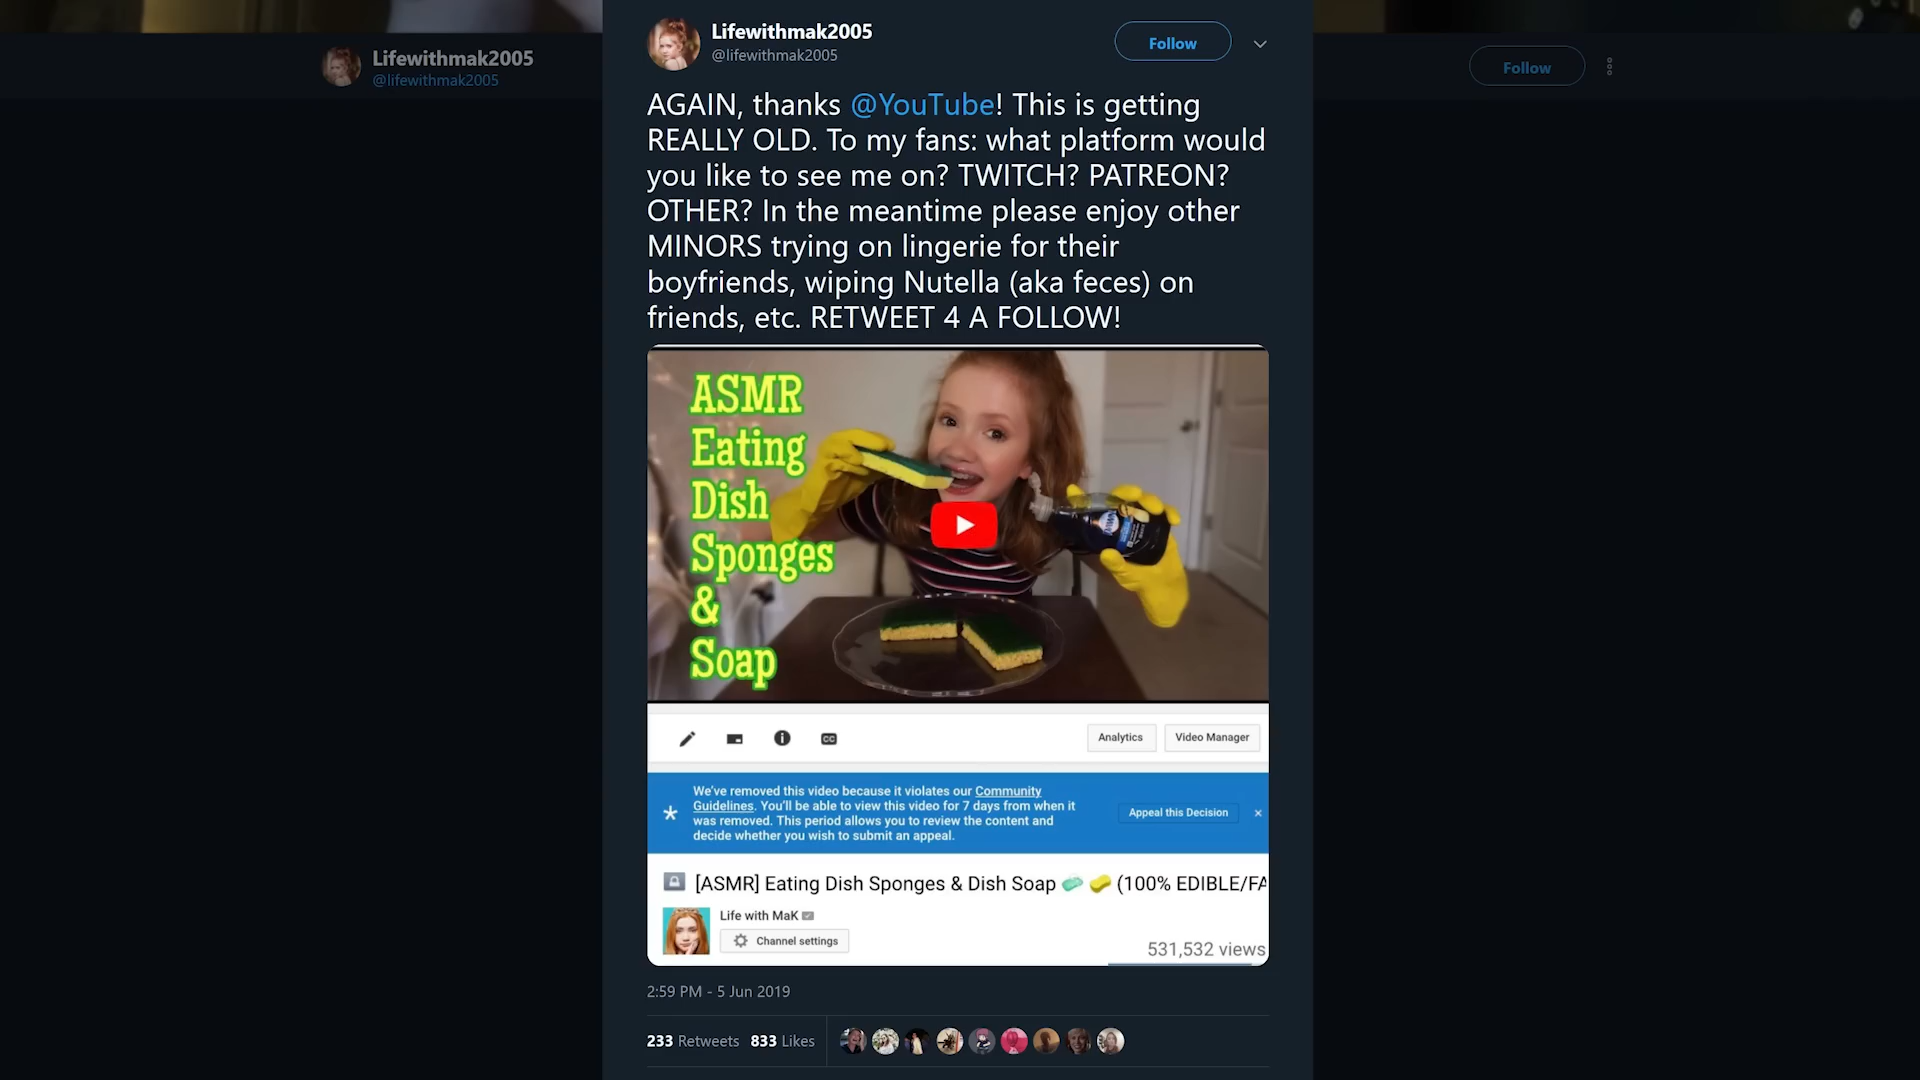 Lifewithmak2005
@lifewithmak2005
Follow
Lifewithmak2005
@lifewithmak2005
Follow
AGAIN, thanks @YouTube! This is getting
REALLY OLD. To my fans: what platform would
you like to see me on? TWITCH? PATREON?
OTHER? In the meantime please enjoy other
MINORS trying on lingerie for their
boyfriends, wiping Nutella (aka feces) on
friends, etc. RETWEET 4 A FOLLOW!
ASMR
Eating
Dish
Sponges
&
Soap
DAWN
CC
Analytics
Video Manager
We've removed this video because it violates our Community
Guidelines. You'll be able to view this video for 7 days from when it
was removed. This period allows you to review the content and
decide whether you wish to submit an appeal.
Appeal this Decision
[ASMR] Eating Dish Sponges & Dish Soap (100% EDIBLE/FA
Life with MaK
Channel settings
531,532 views
2:59 PM - 5 Jun 2019
233 Retweets 833 Likes